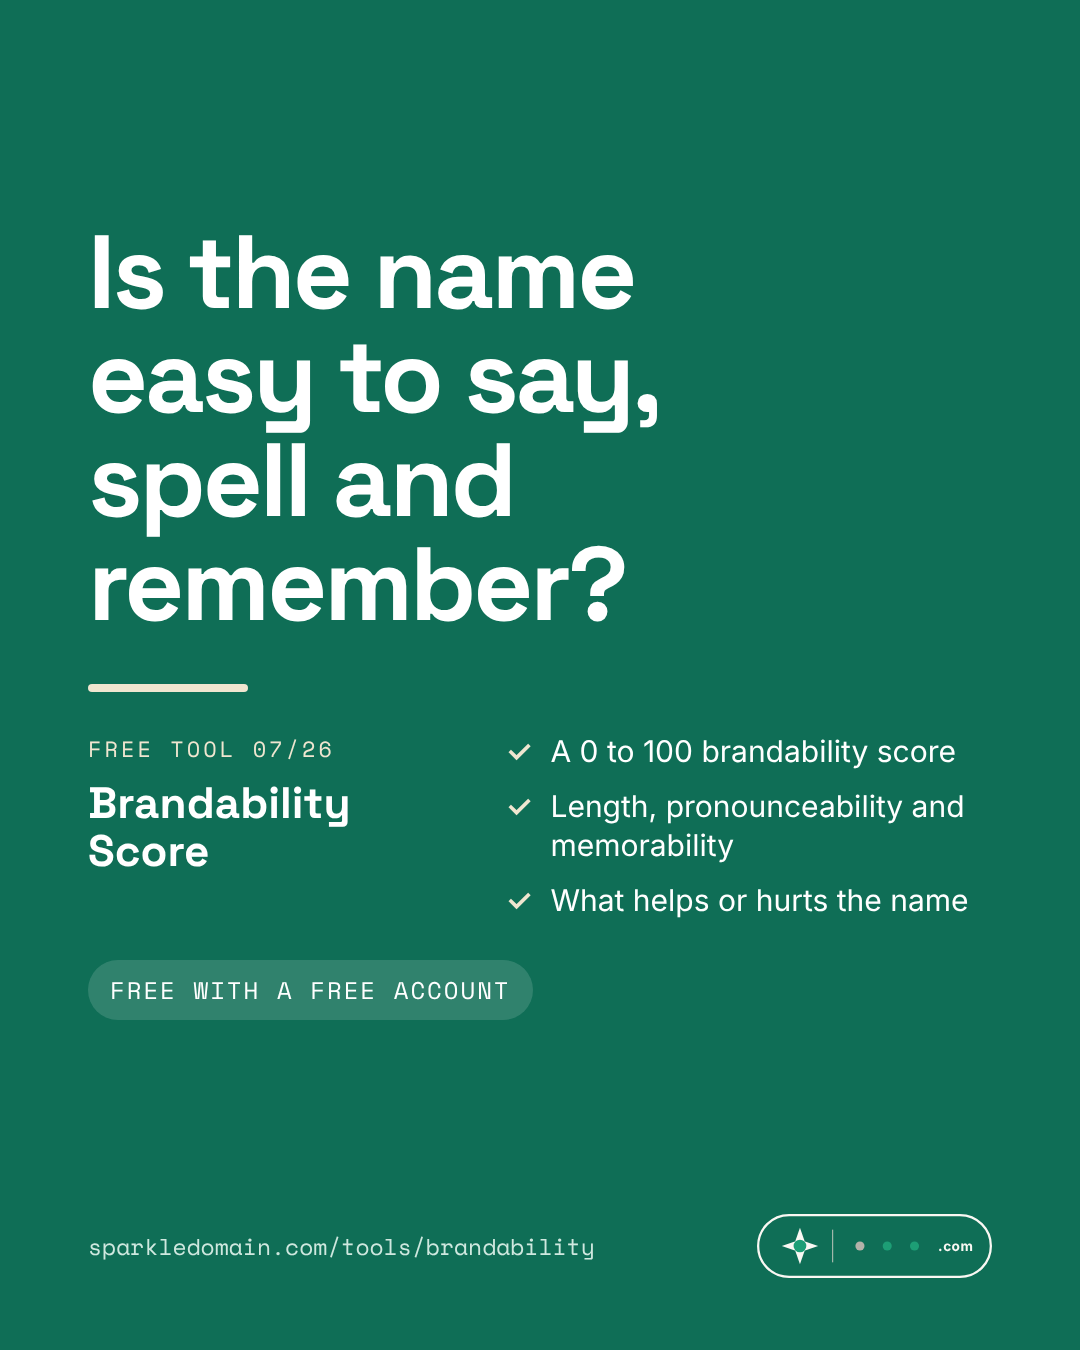 Is the name
easy to say,
spell and
remember?
FREE TOOL 07/26
Brandability
Score
A 0 to 100 brandability score
Length, pronounceability and
memorability
What helps or hurts the name
FREE WITH A FREE ACCOUNT
sparkledomain.com/tools/brandability
.com